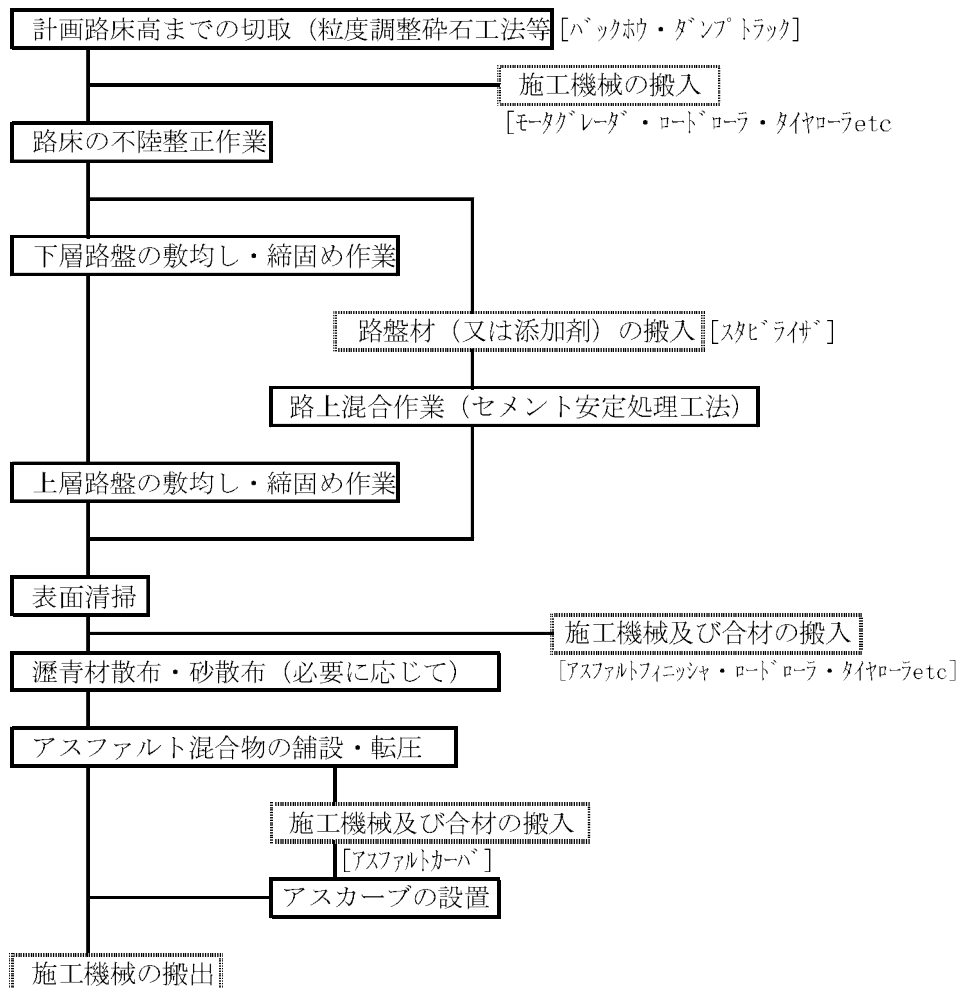 計画路床高までの切取（粒度調整砕石工法等 [ﾊﾞｯｸﾎｳ・ﾀﾞﾝﾌﾟﾄﾗｯｸ]
施工機械の搬入
[ﾓｰﾀｸﾞﾚｰﾀﾞ・ﾛｰﾄﾞﾛｰﾗ・ﾀｲﾔﾛｰﾗetc
路床の不陸整正作業
下層路盤の敷均し・締固め作業
路盤材（又は添加剤）の搬入 [ｽﾀﾋﾞﾗｲｻﾞ]
路上混合作業（セメント安定処理工法）
上層路盤の敷均し・締固め作業
表面清掃
施工機械及び合材の搬入
瀝青材散布・砂散布（必要に応じて） [ｱｽﾌｧﾙﾄﾌｨﾆｯｼｬ・ﾛｰﾄﾞﾛｰﾗ・ﾀｲﾔﾛｰﾗetc]
アスファルト混合物の舗設・転圧
施工機械及び合材の搬入
[ｱｽﾌｧﾙﾄｶｰﾊﾞ]
アスカーブの設置
施工機械の搬出